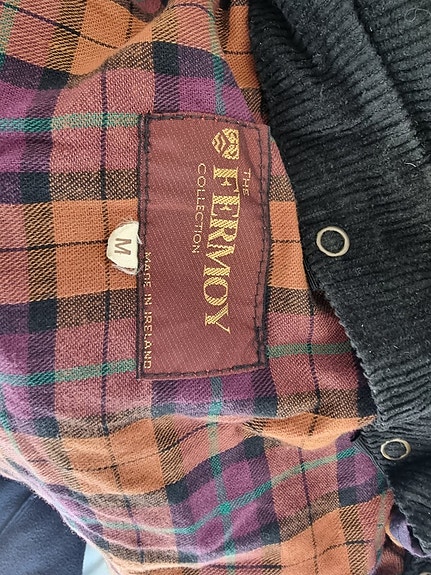 THE
FERMOY
COLLECTION
MADE IN IRELAND
M